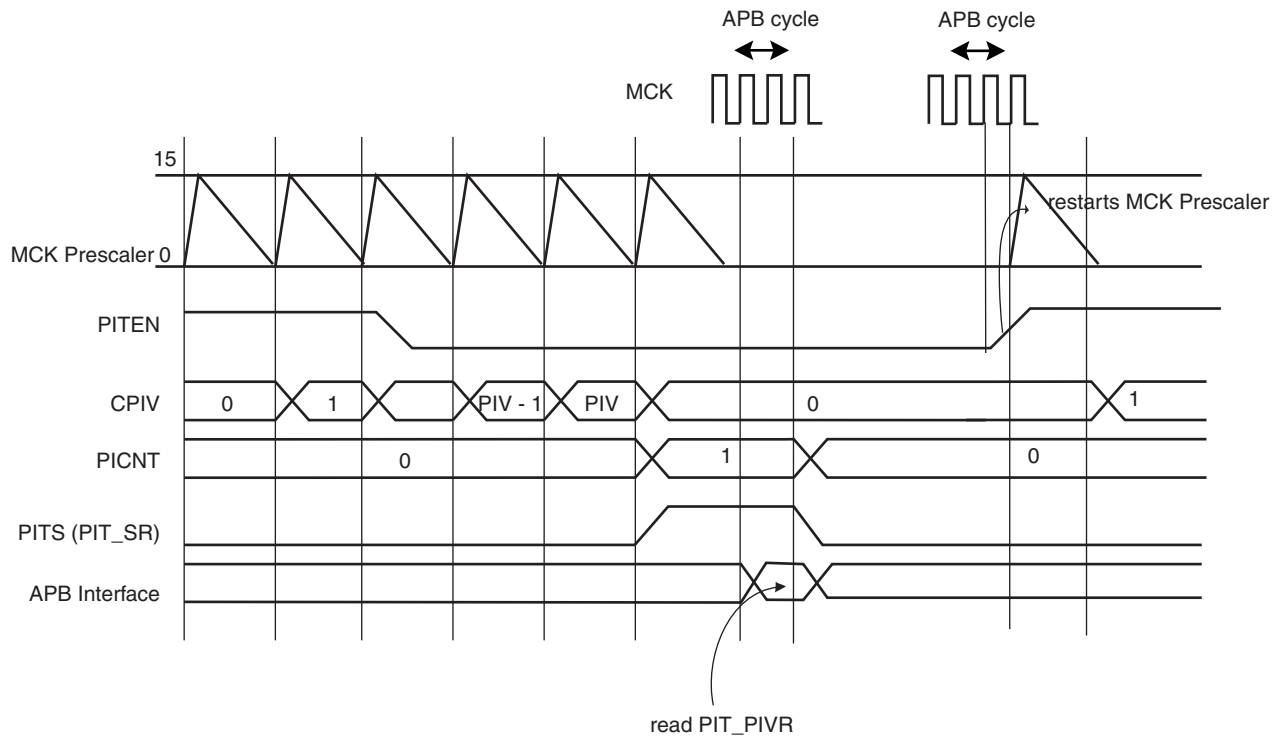 APB cycle
APB cycle
MCK
15
restarts MCK Prescaler
MCK Prescaler 0
PITEN
CPIV
0
1
PIV - 1
PIV
0
1
PICNT
0
1
0
PITS (PIT_SR)
APB Interface
read PIT_PIVR